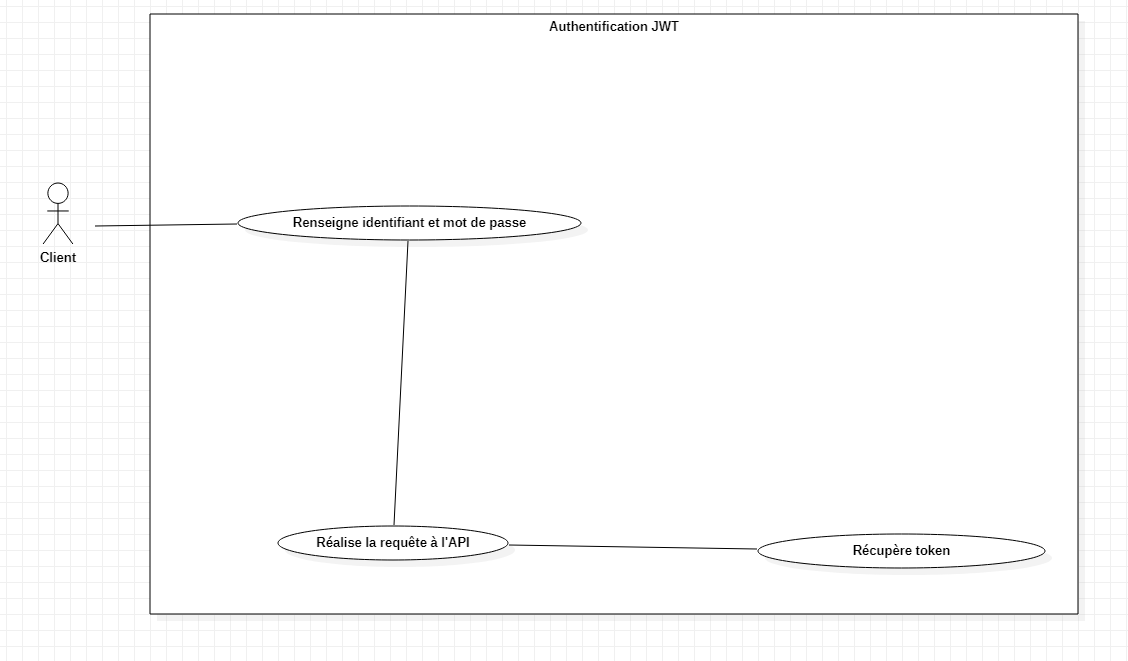 Authentification JWT
Renseigne identifiant et mot de passe
Client
Réalise la requête à l'API
Récupère token